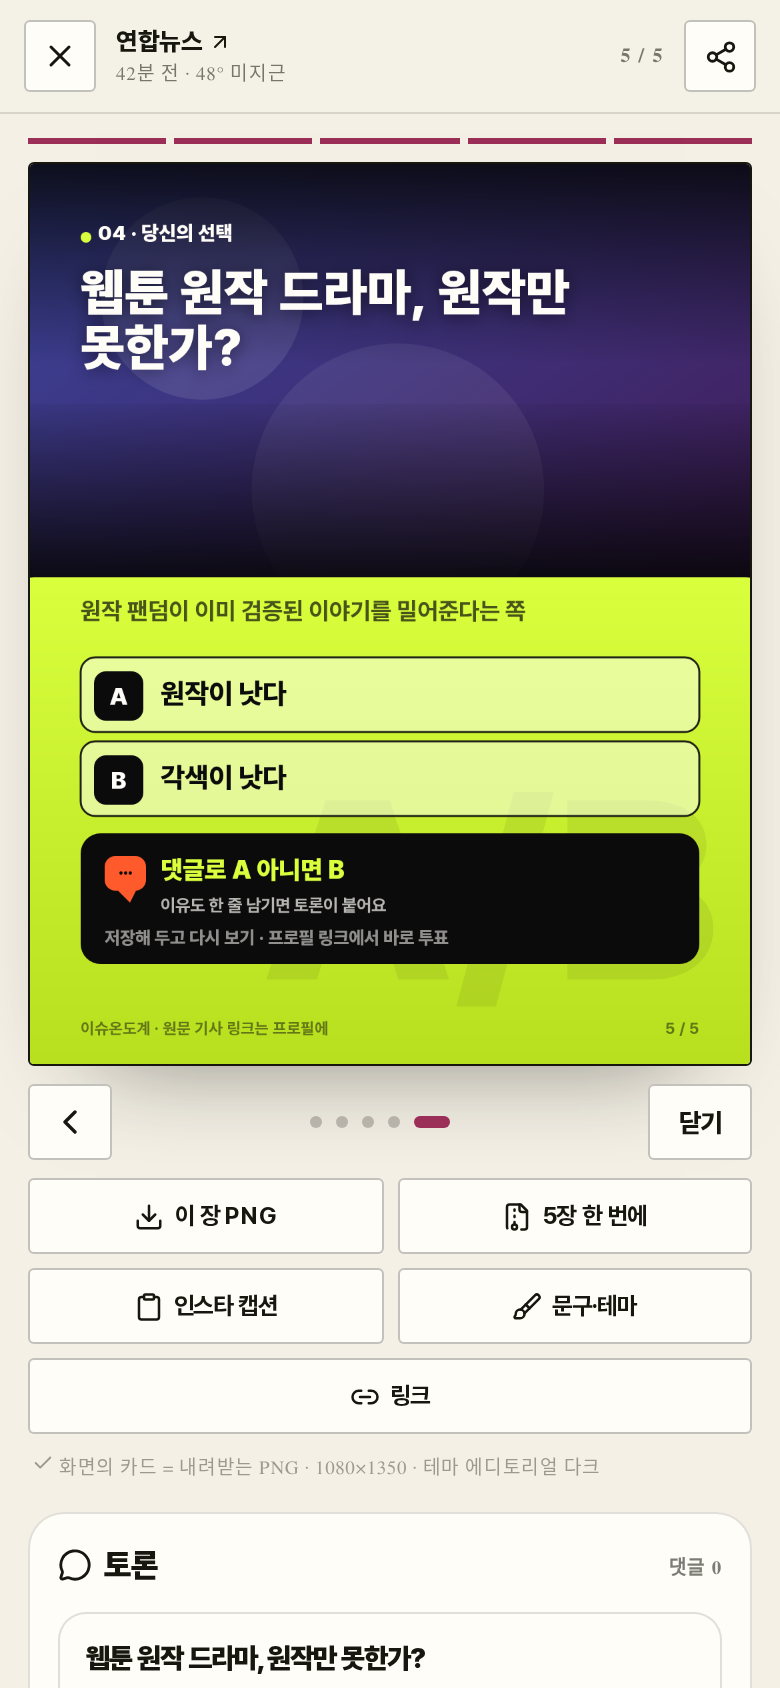 연합뉴스
42분 전 · 48° 미지근
5 / 5
04 · 당신의 선택
웹툰 원작 드라마, 원작만
못한가?
원작 팬덤이 이미 검증된 이야기를 밀어준다는 쪽
A 원작이 낫다
B 각색이 낫다
A/B
댓글로 A 아니면 B
이유도 한 줄 남기면 토론이 붙어요
저장해 두고 다시 보기 · 프로필 링크에서 바로 투표
이슈온도계 · 원문 기사 링크는 프로필에
5 / 5
닫기
이 장 PNG
5장 한 번에
인스타 캡션
문구·테마
링크
화면의 카드 = 내려받는 PNG · 1080×1350 · 테마 에디토리얼 다크
토론
댓글 0
웹툰 원작 드라마, 원작만 못한가?